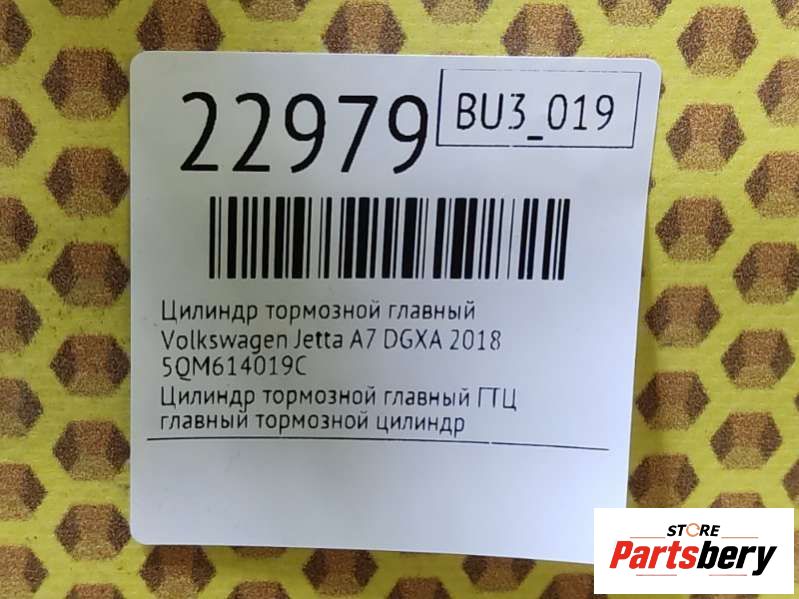 22979
BU3_019
Цилиндр тормозной главный
Volkswagen Jetta A7 DGXA 2018
5QM614019C
Цилиндр тормозной главный ГТЦ
главный тормозной цилиндр
STORE
Partsbery